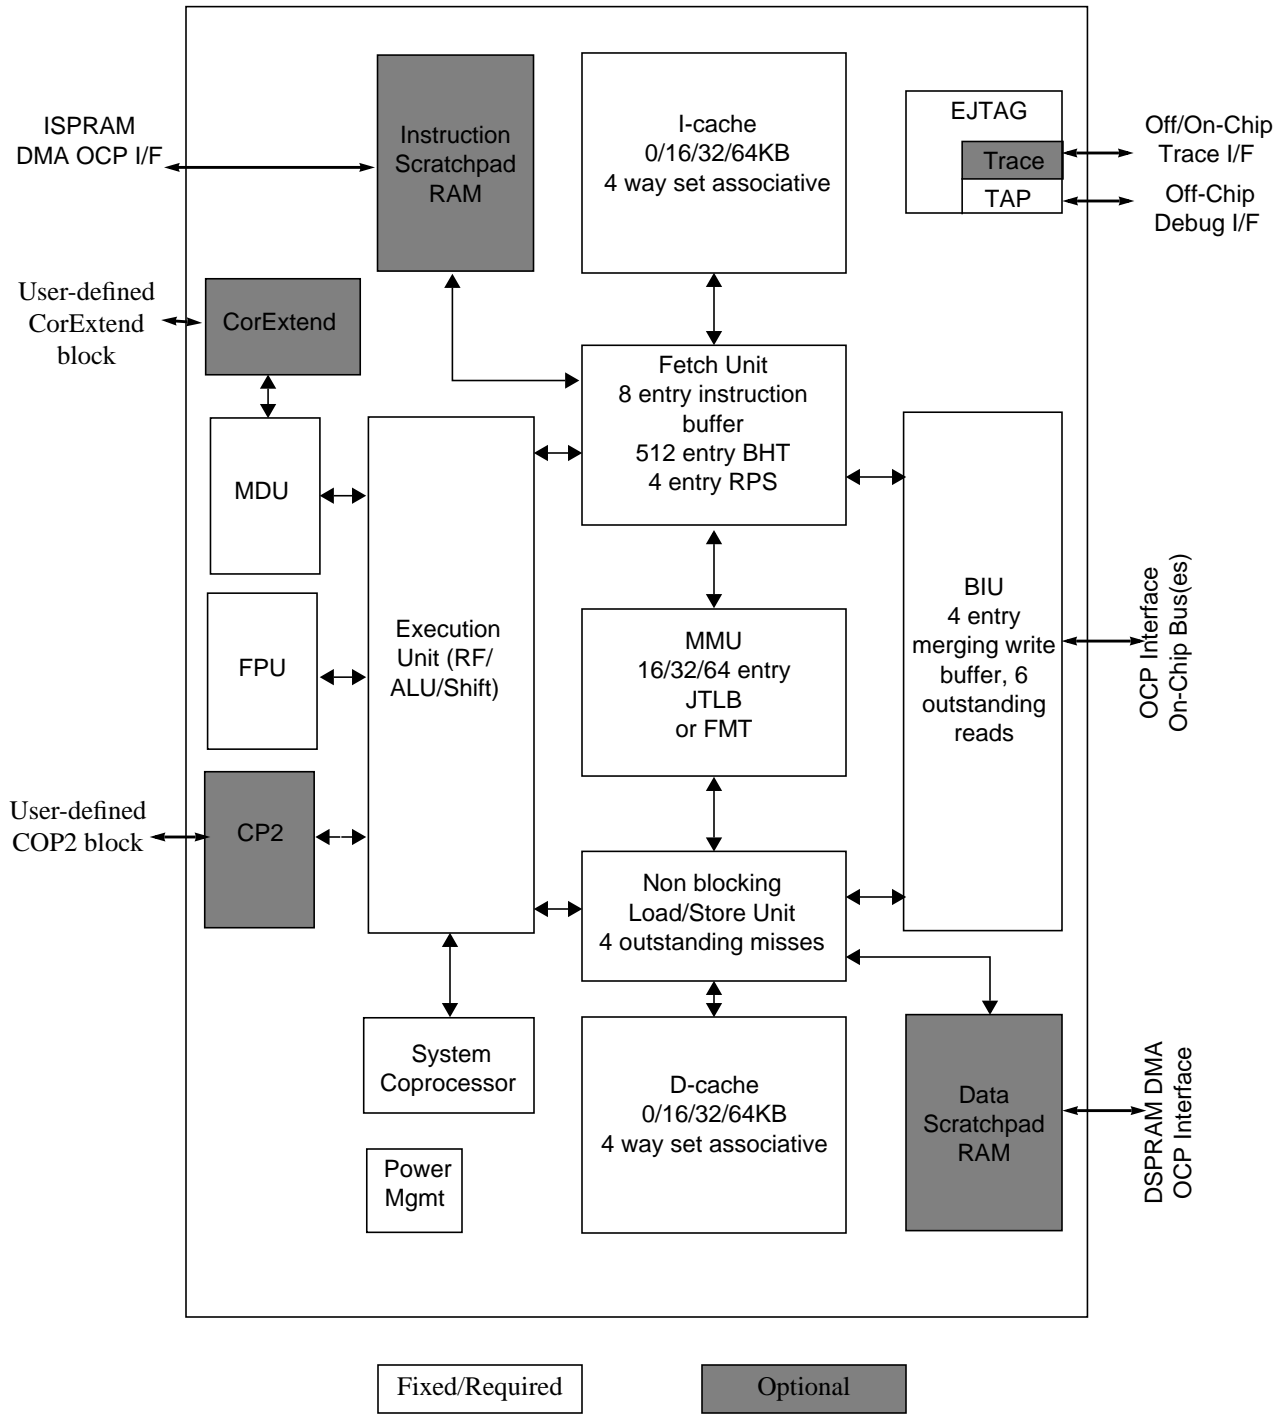 ISPRAM
DMA OCP I/F
Instruction
Scratchpad
RAM
I-cache
0/16/32/64KB
4 way set associative
EJTAG
Trace
TAP
Off/On-Chip
Trace I/F
Off-Chip
Debug I/F
User-defined
CorExtend
block
CorExtend
Fetch Unit
8 entry instruction
buffer
512 entry BHT
4 entry RPS
MDU
FPU
Execution
Unit (RF/
ALU/Shift)
MMU
16/32/64 entry
JTLB
or FMT
BIU
4 entry
merging write
buffer, 6
outstanding
reads
OCP Interface
On-Chip Bus(es)
User-defined
COP2 block
CP2
Non blocking
Load/Store Unit
4 outstanding misses
System
Coprocessor
D-cache
0/16/32/64KB
4 way set associative
Data
Scratchpad
RAM
DSPRAM DMA
OCP Interface
Power
Mgmt
Fixed/Required
Optional